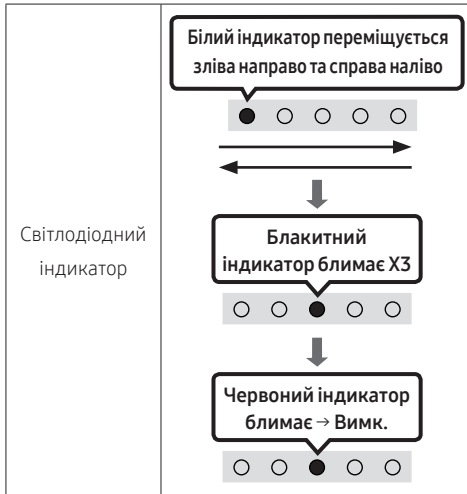 Білий індикатор переміщується
зліва направо та справа наліво
Світлодіодний
індикатор
Блакитний
індикатор блимає X3
Червоний індикатор
блимає → Вимк.